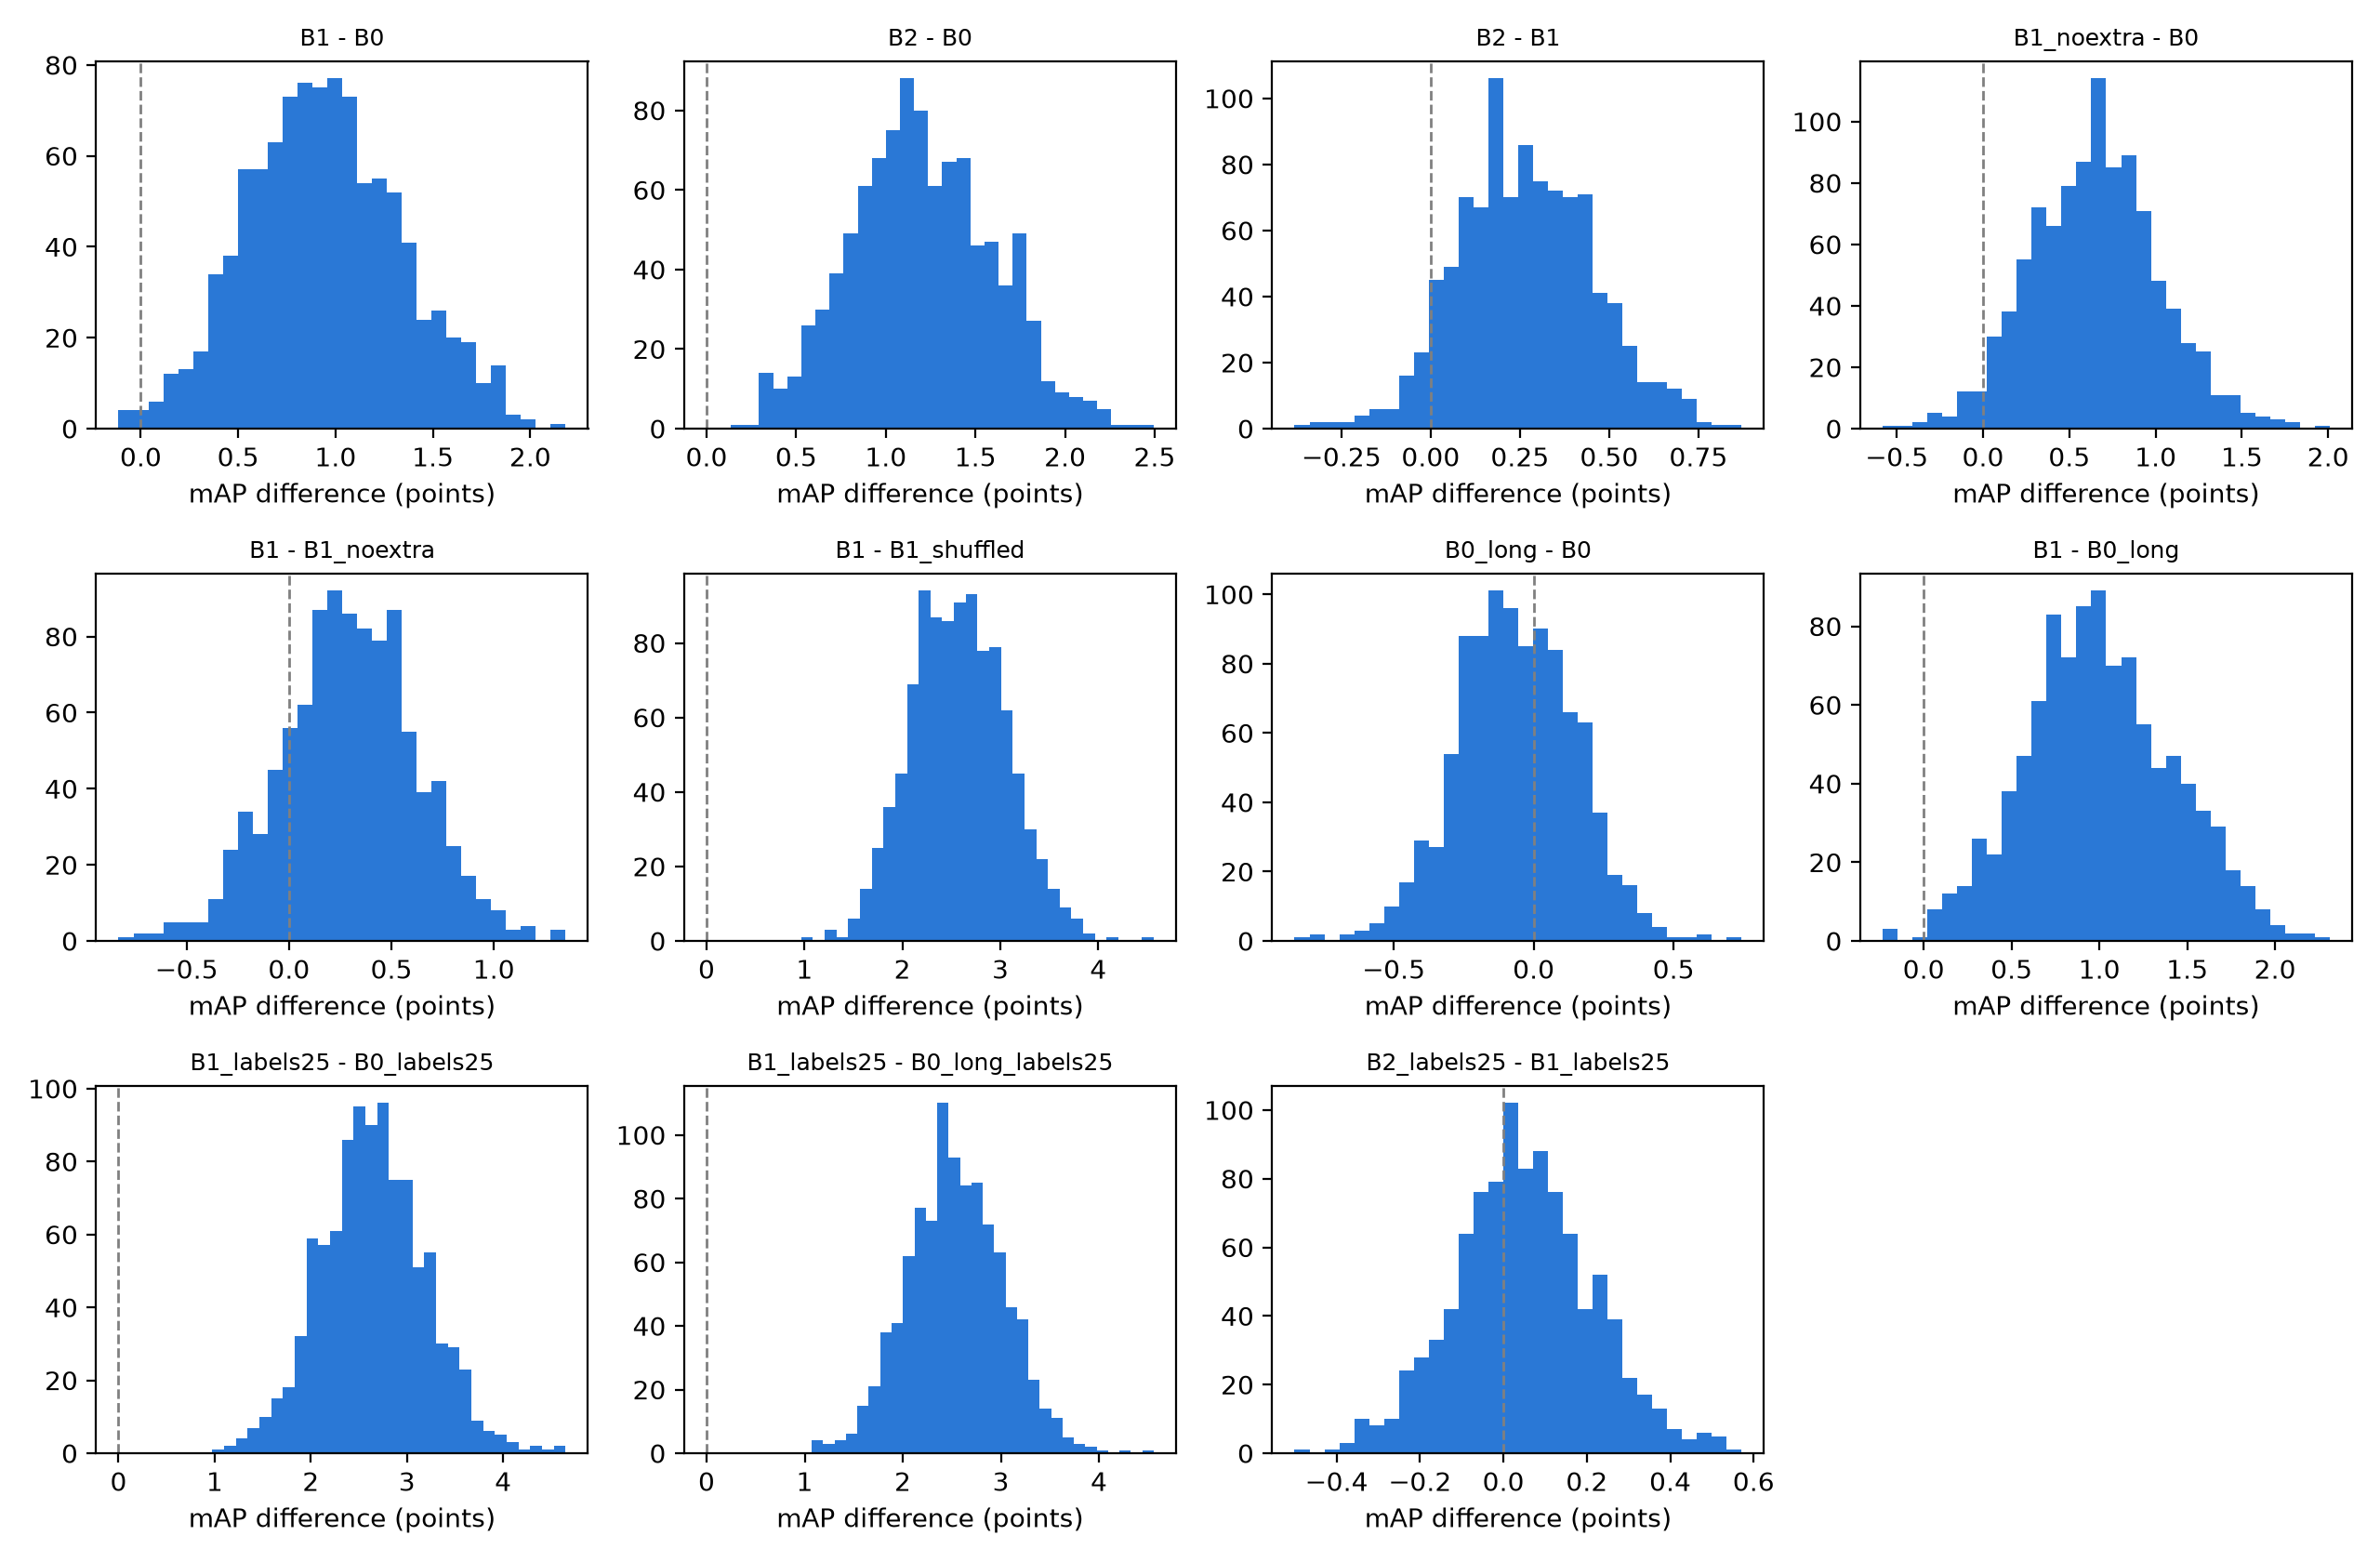 B1 - B0
80
60
40
20
0
0.0 0.5 1.0 1.5 2.0
mAP difference (points)
B2 - B0
80
60
40
20
0
0.0 0.5 1.0 1.5 2.0 2.5
mAP difference (points)
B2 - B1
100
80
60
40
20
0
−0.25 0.00 0.25 0.50 0.75
mAP difference (points)
B1_noextra - B0
100
80
60
40
20
0
−0.5 0.0 0.5 1.0 1.5 2.0
mAP difference (points)
B1 - B1_noextra
80
60
40
20
0
−0.5 0.0 0.5 1.0
mAP difference (points)
B1 - B1_shuffled
80
60
40
20
0
0 1 2 3 4
mAP difference (points)
B0_long - B0
100
80
60
40
20
0
−0.5 0.0 0.5
mAP difference (points)
B1 - B0_long
80
60
40
20
0
0.0 0.5 1.0 1.5 2.0
mAP difference (points)
B1_labels25 - B0_labels25
100
80
60
40
20
0
0 1 2 3 4
mAP difference (points)
B1_labels25 - B0_long_labels25
100
80
60
40
20
0
0 1 2 3 4
mAP difference (points)
B2_labels25 - B1_labels25
100
80
60
40
20
0
−0.4 −0.2 0.0 0.2 0.4 0.6
mAP difference (points)